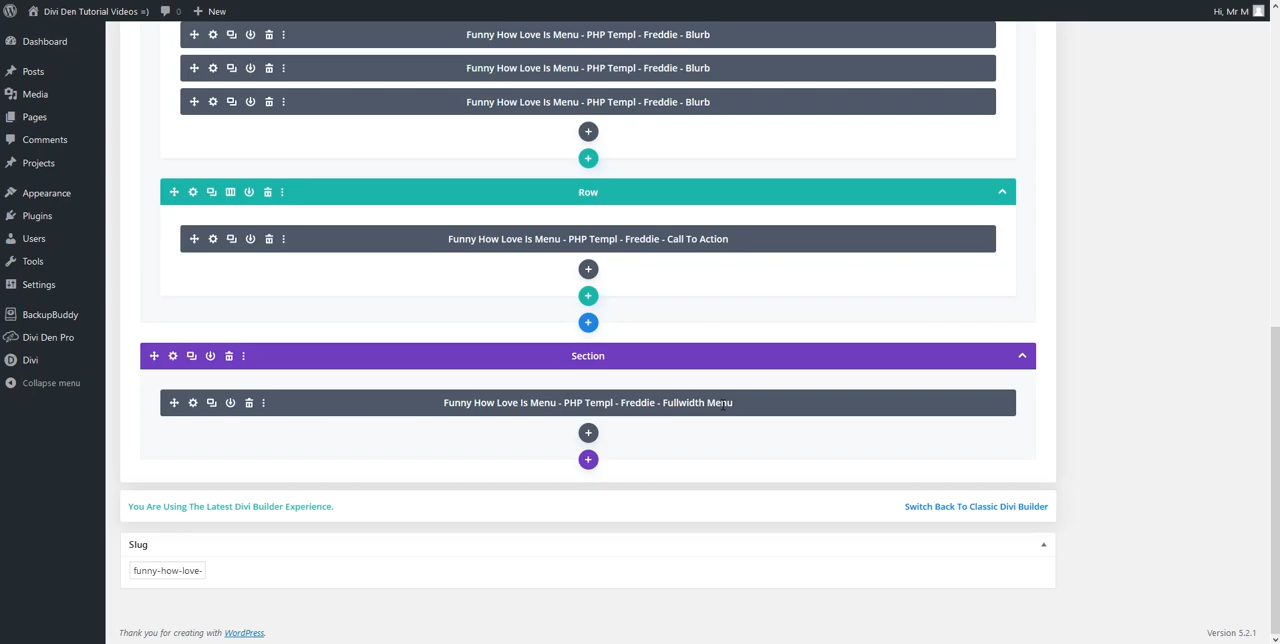 Divi Den Tutorial Videos =)
0
New
Hi, Mr M
Dashboard
Posts
Media
Pages
Comments
Projects
Appearance
Plugins
Users
Tools
Settings
BackupBuddy
Divi Den Pro
Divi
Collapse menu
Funny How Love Is Menu - PHP Templ - Freddie - Blurb
Funny How Love Is Menu - PHP Templ - Freddie - Blurb
Funny How Love Is Menu - PHP Templ - Freddie - Blurb
Row
Funny How Love Is Menu - PHP Templ - Freddie - Call To Action
Section
Funny How Love Is Menu - PHP Templ - Freddie - Fullwidth Menu
You Are Using The Latest Divi Builder Experience.
Switch Back To Classic Divi Builder
Slug
funny-how-love-
Thank you for creating with WordPress.
Version 5.2.1